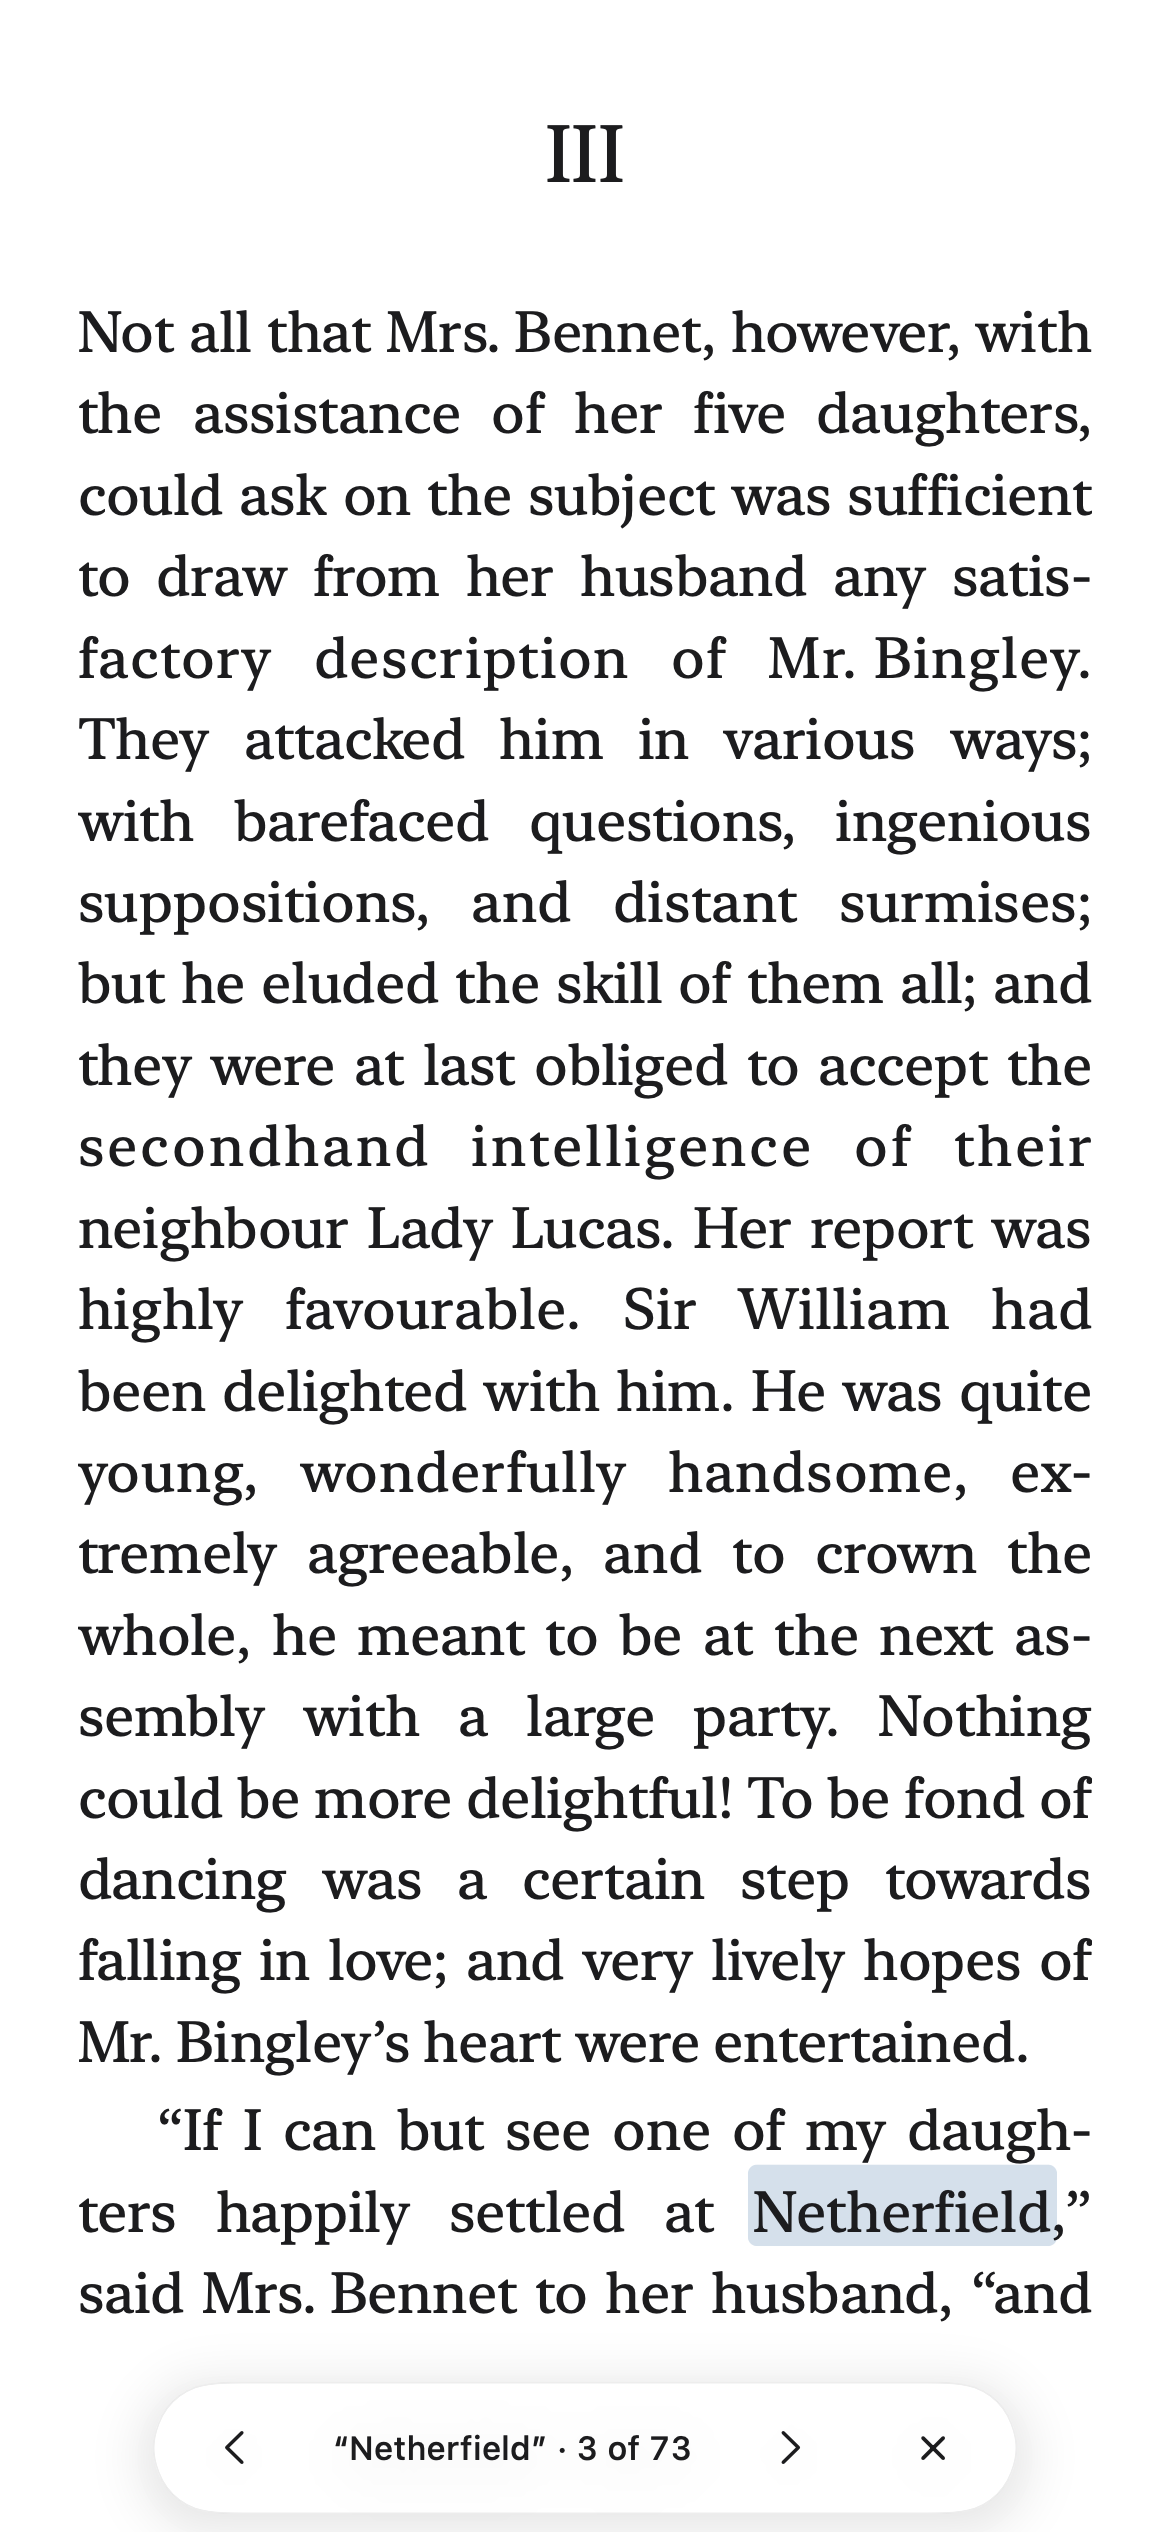 III
Not all that Mrs. Bennet, however, with
the assistance of her five daughters,
could ask on the subject was sufficient
to draw from her husband any satis-
factory description of Mr. Bingley.
They attacked him in various ways;
with barefaced questions, ingenious
suppositions, and distant surmises;
but he eluded the skill of them all; and
they were at last obliged to accept the
secondhand intelligence of their
neighbour Lady Lucas. Her report was
highly favourable. Sir William had
been delighted with him. He was quite
young, wonderfully handsome, ex-
tremely agreeable, and to crown the
whole, he meant to be at the next as-
sembly with a large party. Nothing
could be more delightful! To be fond of
dancing was a certain step towards
falling in love; and very lively hopes of
Mr. Bingley’s heart were entertained.
“If I can but see one of my daugh-
ters happily settled at Netherfield,”
said Mrs. Bennet to her husband, “and
“Netherfield” · 3 of 73